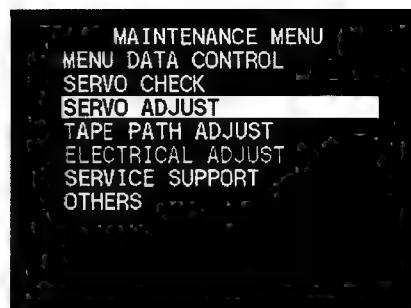 MAINTENANCE MENU
MENU DATA CONTROL
SERVO CHECK
SERVO ADJUST
TAPE PATH ADJUST
ELECTRICAL ADJUST
SERVICE SUPPORT
OTHERS